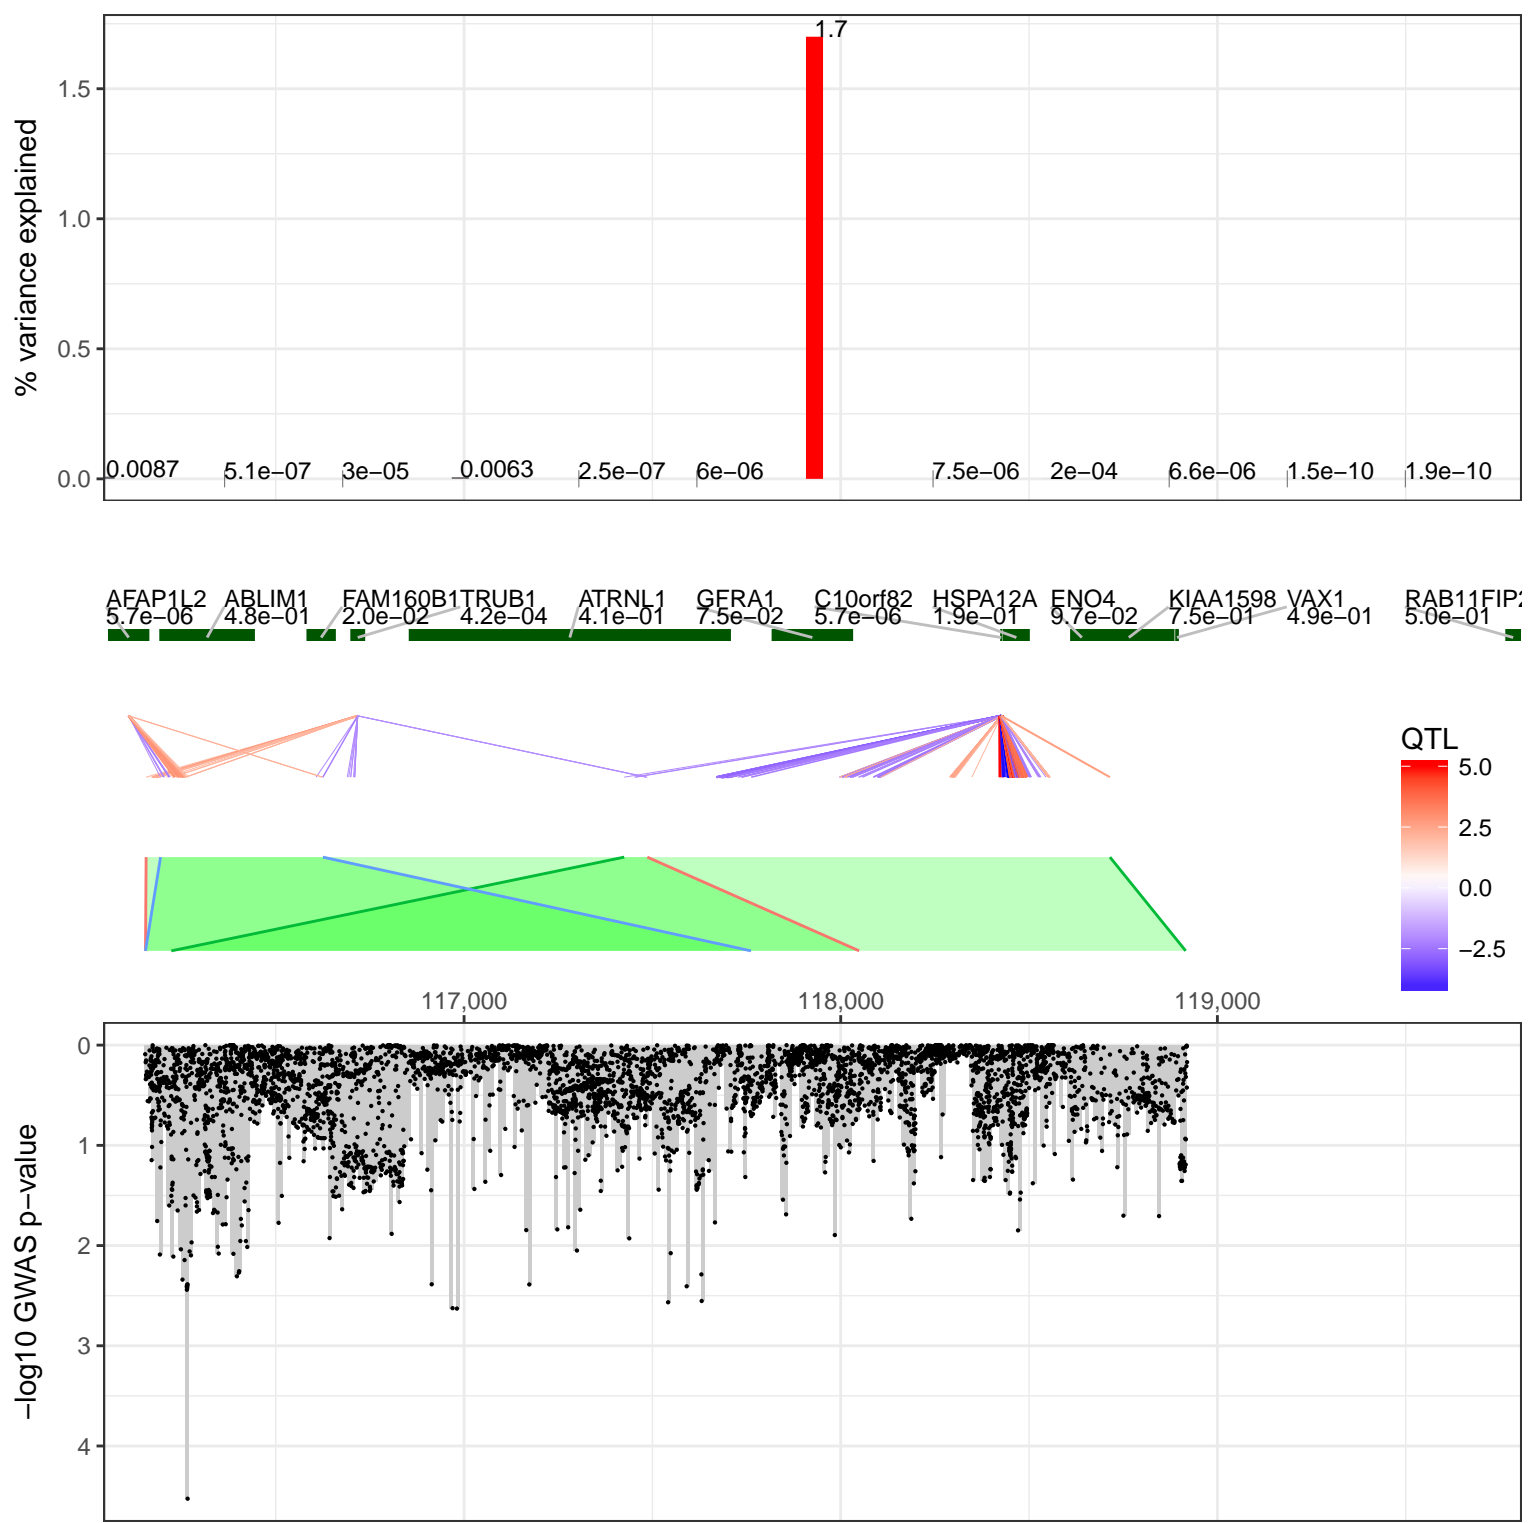 1.7
% variance explained
1.5
1.0
0.5
0.0
0.0087 5.1e−07 3e−05 0.0063 2.5e−07 6e−06 7.5e−06 2e−04 6.6e−06 1.5e−10 1.9e−10
AFAP1L2 ABLIM1 FAM160B1 TRUB1 ATRNL1 GFRA1 C10orf82 HSPA12A ENO4 KIAA1598 VAX1 RAB11FIP2
5.7e−06 4.8e−01 2.0e−02 4.2e−04 4.1e−01 7.5e−02 5.7e−06 1.9e−01 9.7e−02 7.5e−01 4.9e−01 5.0e−01
QTL
5.0
2.5
0.0
−2.5
117,000 118,000 119,000
−log10 GWAS p−value
0
1
2
3
4